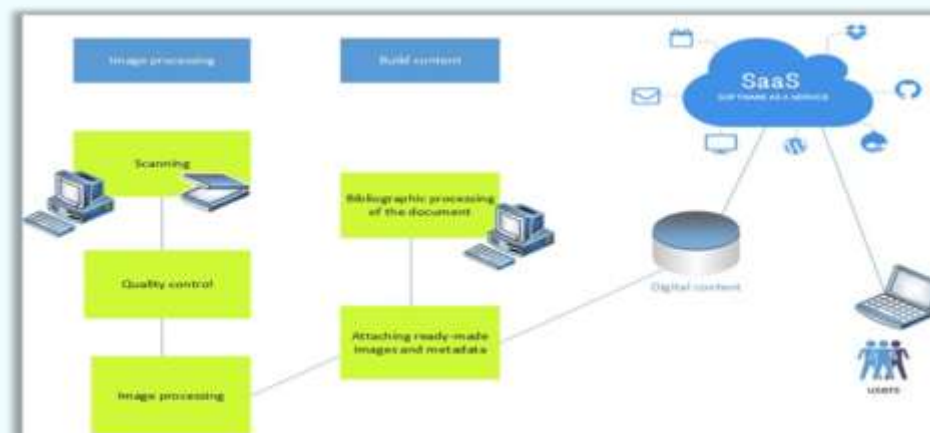 Image processing
Build content
SaaS
SOFTWARE AS A SERVICE
Scanning
Bibliographic processing
of the document
Quality control
Digital content
Attaching ready-made
images and metadata
Image processing
users